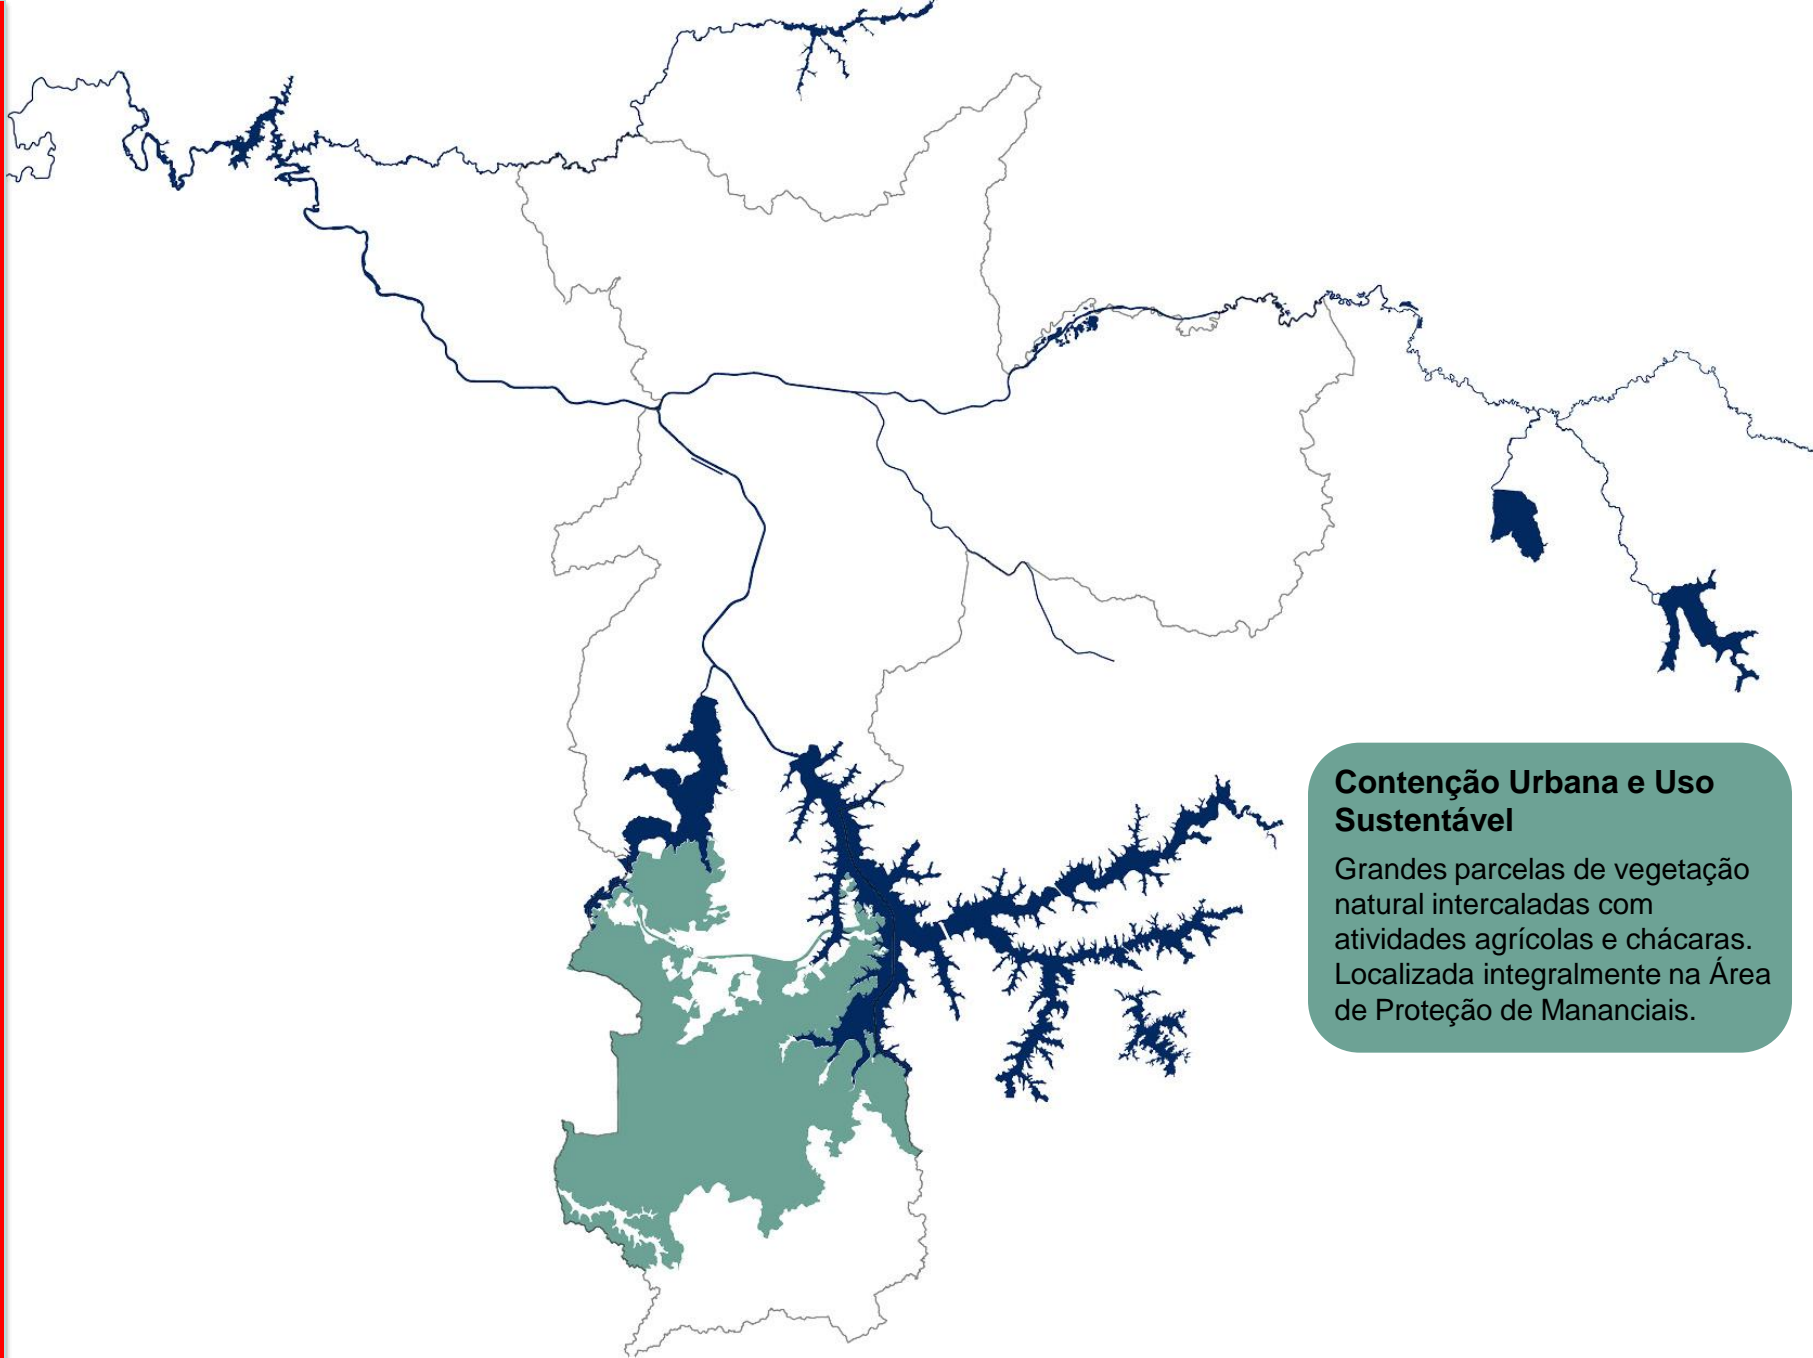 Contenção Urbana e Uso
Sustentável
Grandes parcelas de vegetação
natural intercaladas com
atividades agrícolas e chácaras.
Localizada integralmente na Área
de Proteção de Mananciais.